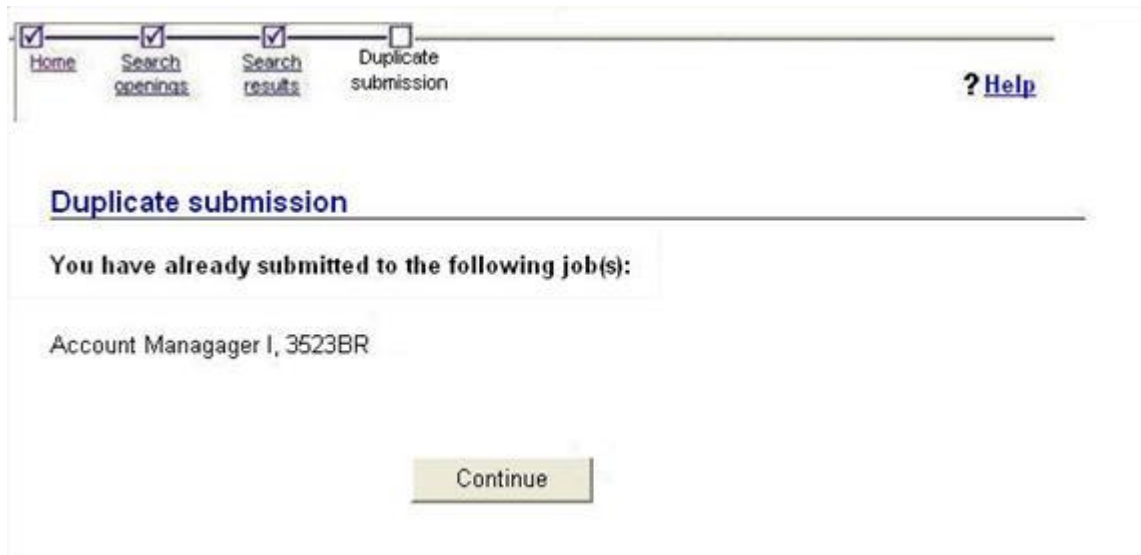 Home
Search openings
Search results
Duplicate submission
? Help
Duplicate submission
You have already submitted to the following job(s):
Account Managager I, 3523BR
Continue